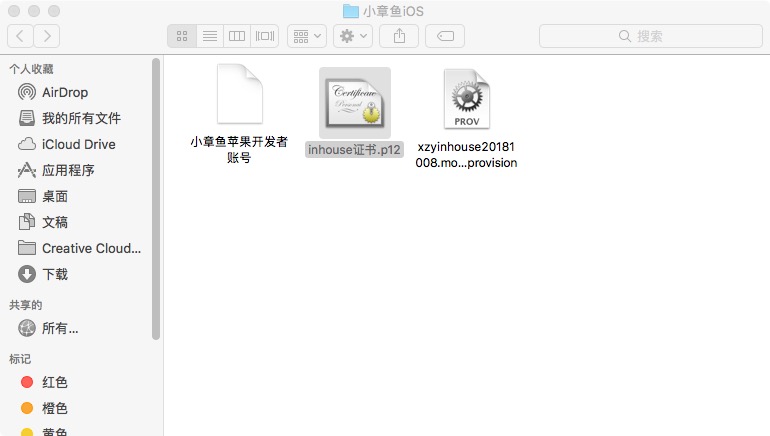 小章鱼iOS
搜索
个人收藏
AirDrop
我的所有文件
iCloud Drive
应用程序
桌面
文稿
Creative Cloud...
下载
共享的
所有...
标记
红色
橙色
黄色
小章鱼苹果开发者
账号
Certificate
Personal
inhouse证书.p12
PROV
xzyinhouse20181
008.mo...provision